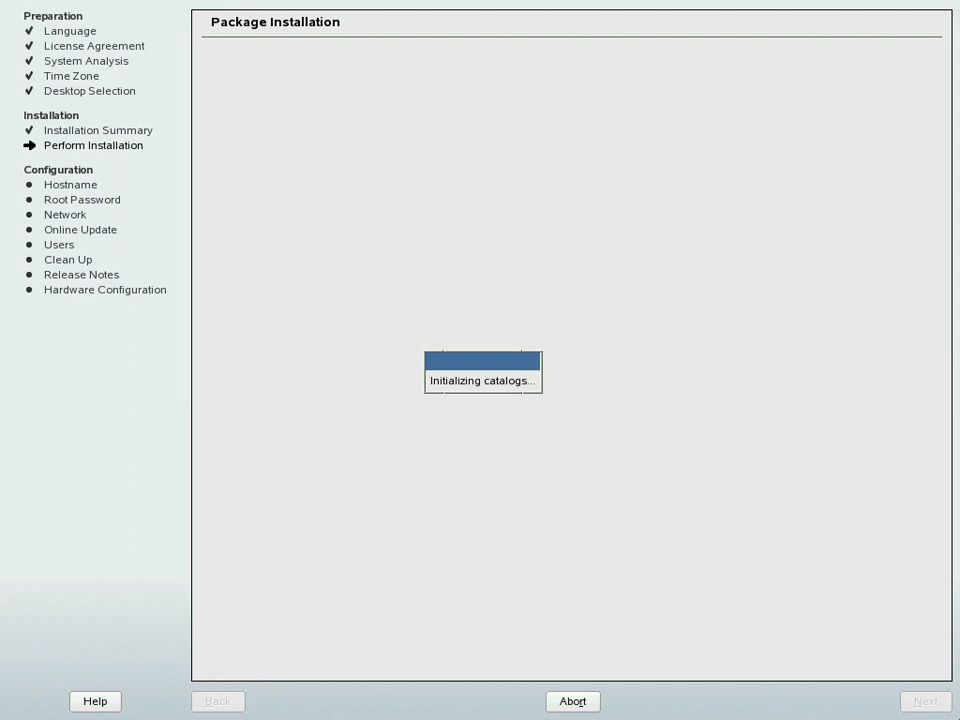 Preparation
Language
License Agreement
System Analysis
Time Zone
Desktop Selection
Installation
Installation Summary
Perform Installation
Configuration
Hostname
Root Password
Network
Online Update
Users
Clean Up
Release Notes
Hardware Configuration
Package Installation
Initializing catalogs...
Help
Back
Abort
Next